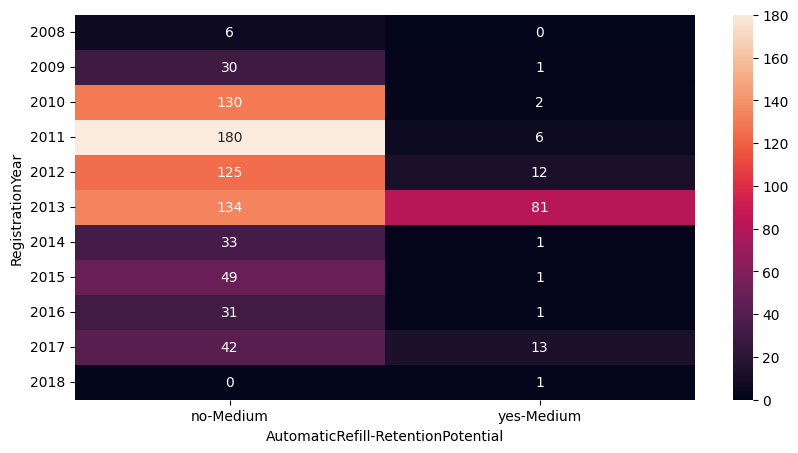 2008 6 0 180
2009 30 1 160
2010 130 2 140
2011 180 6 120
2012 125 12 100
2013 134 81 80
2014 33 1 60
2015 49 1 40
2016 31 1 20
2017 42 13 0
2018 0 1
RegistrationYear
no-Medium yes-Medium
AutomaticRefill-RetentionPotential